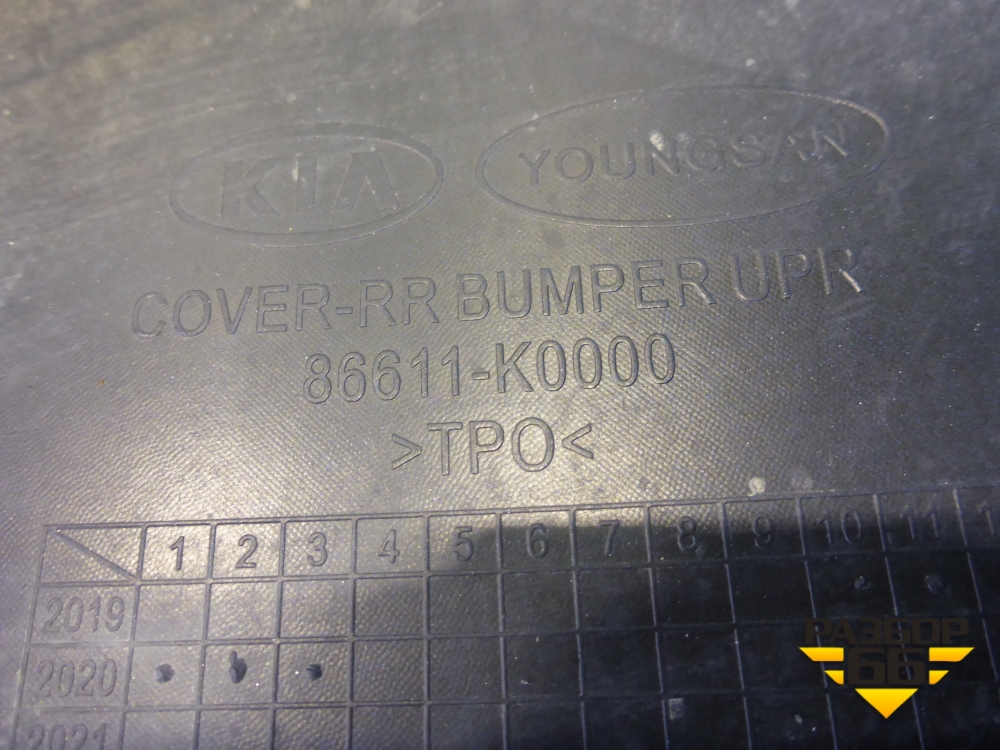 KIA YOUNGSAN
COVER-RR BUMPER UPR
86611-K0000
>TPO<
1 2 3 4 5 6 7 8 9 10 11
2019
2020
2021
РАЗБОР
66